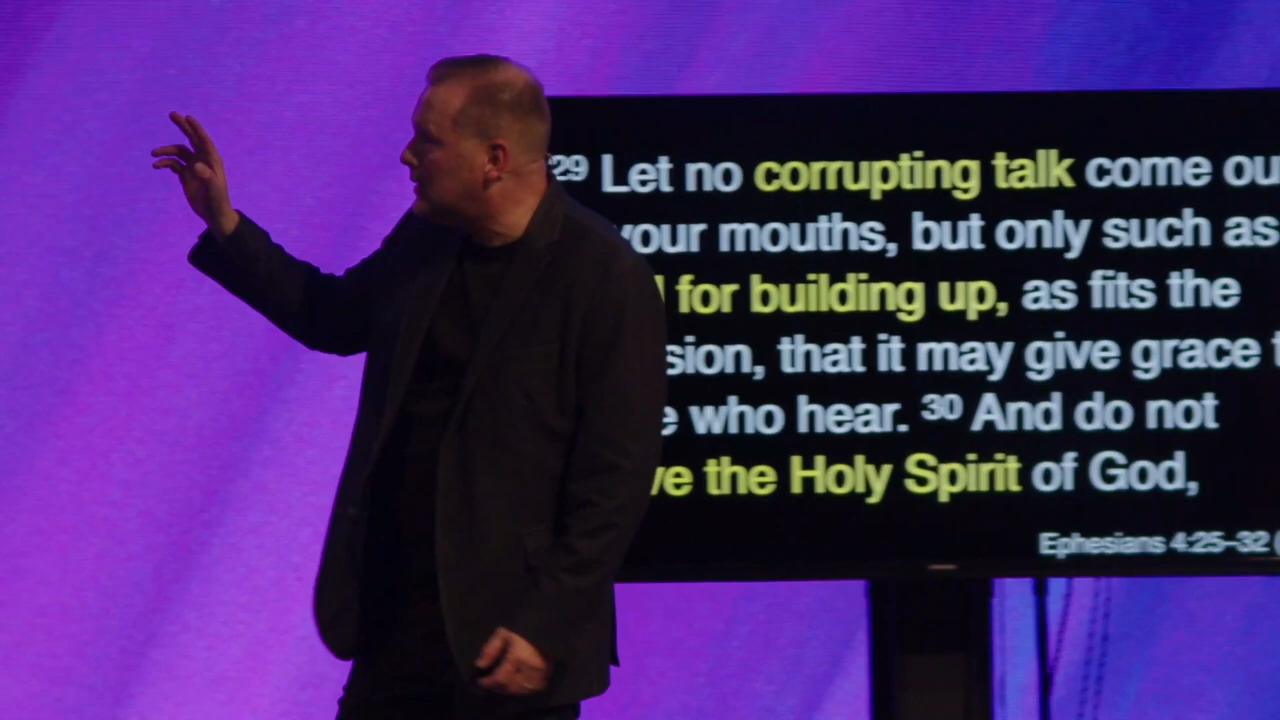 29 Let no corrupting talk come
your mouths, but only such as
for building up, as fits the
that it may give grace
who hear. 30 And do not
the Holy Spirit of God,
Ephesians 4:25–32